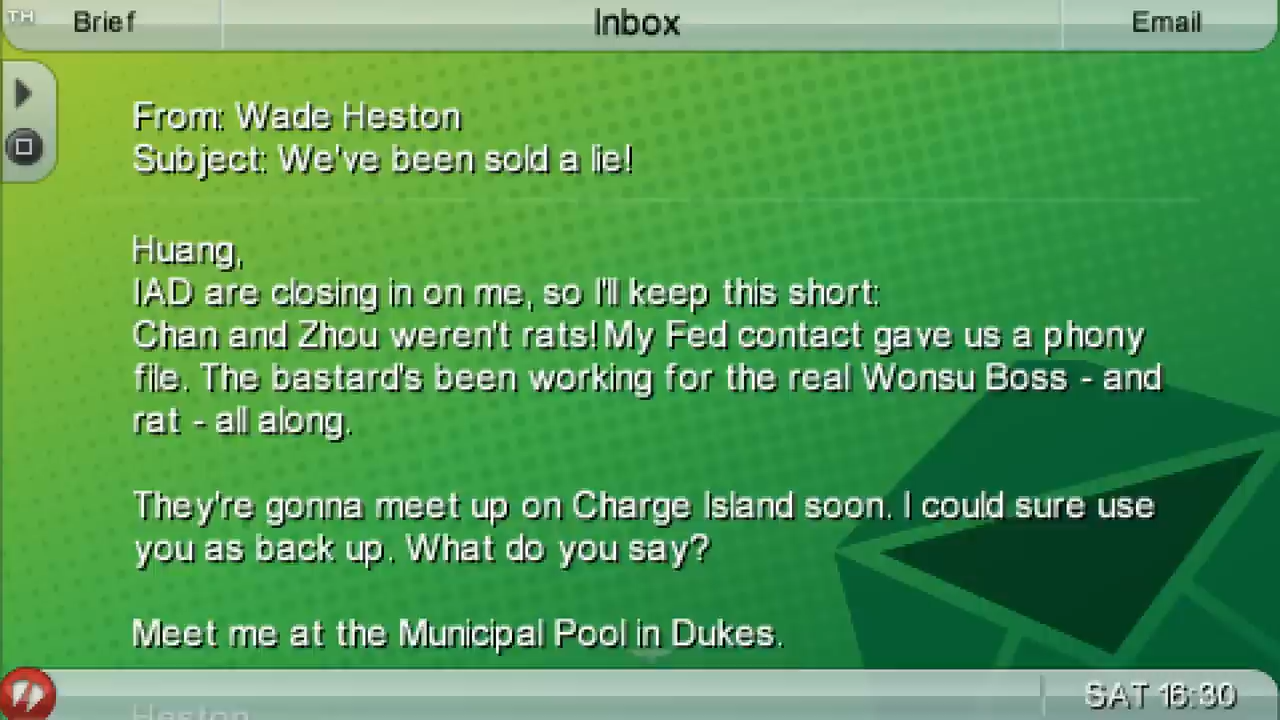 TH
Brief
Inbox
Email
From: Wade Heston
Subject: We've been sold a lie!
Huang,
IAD are closing in on me, so I'll keep this short:
Chan and Zhou weren't rats! My Fed contact gave us a phony
file. The bastard's been working for the real Wonsu Boss - and
rat - all along.
They're gonna meet up on Charge Island soon. I could sure use
you as back up. What do you say?
Meet me at the Municipal Pool in Dukes.
Heston
SAT 16:30